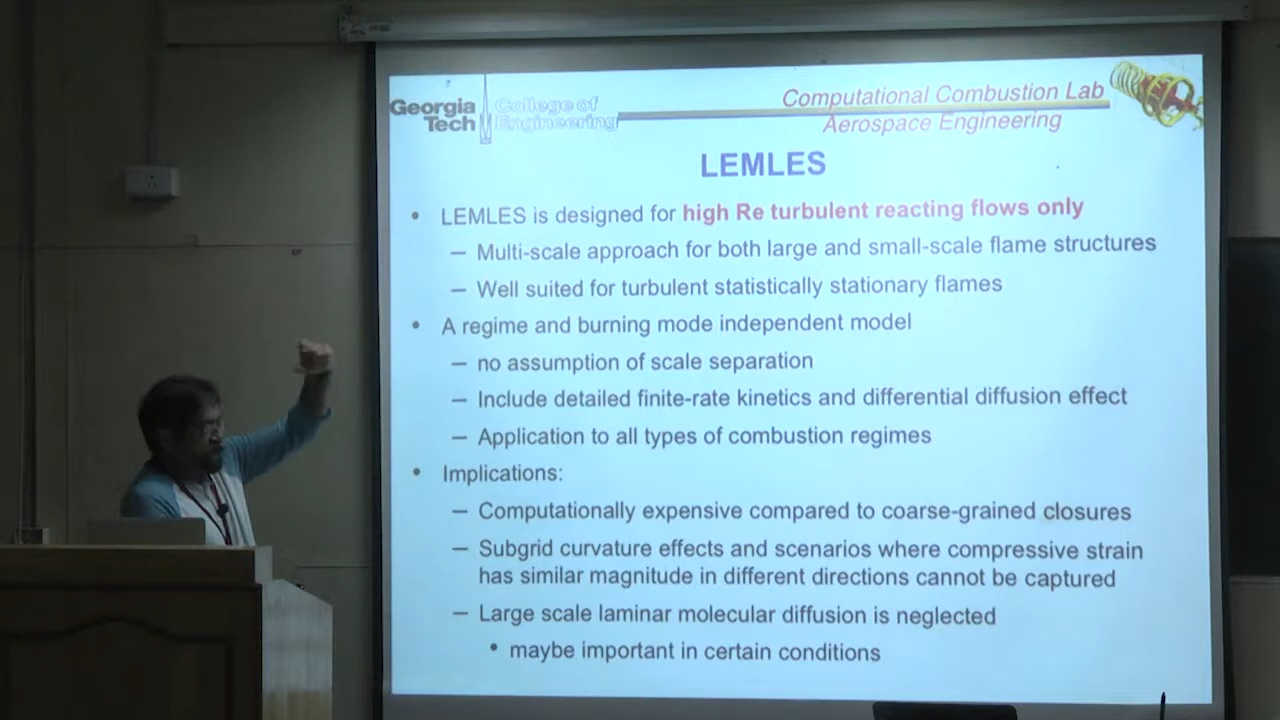 Georgia
Tech
College of
Engineering
Computational Combustion Lab
Aerospace Engineering
LEMLES
• LEMLES is designed for high Re turbulent reacting flows only
– Multi-scale approach for both large and small-scale flame structures
– Well suited for turbulent statistically stationary flames
• A regime and burning mode independent model
– no assumption of scale separation
– Include detailed finite-rate kinetics and differential diffusion effect
– Application to all types of combustion regimes
• Implications:
– Computationally expensive compared to coarse-grained closures
– Subgrid curvature effects and scenarios where compressive strain
has similar magnitude in different directions cannot be captured
– Large scale laminar molecular diffusion is neglected
• maybe important in certain conditions